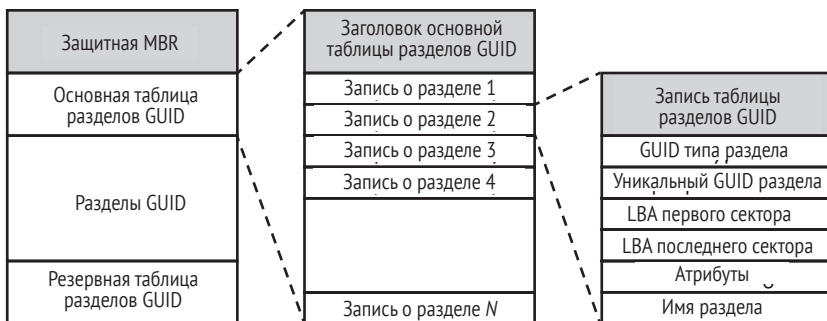 Защитная MBR
Основная таблица
разделов GUID
Разделы GUID
Резервная таблица
разделов GUID
Заголовок основной
таблицы разделов GUID
Запись о разделе 1
Запись о разделе 2
Запись о разделе 3
Запись о разделе 4
Запись о разделе N
Запись таблицы
разделов GUID
GUID типа раздела
Уникальный GUID раздела
LBA первого сектора
LBA последнего сектора
Атрибуты
Имя раздела